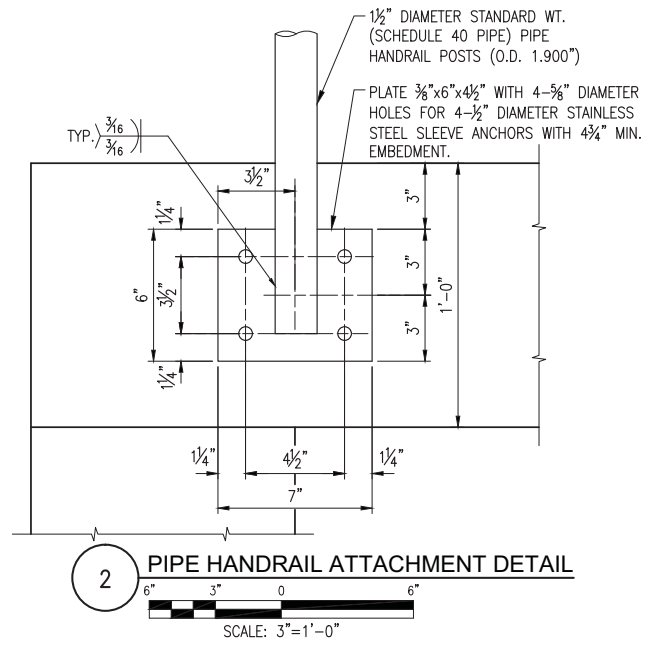 1½" DIAMETER STANDARD WT.
(SCHEDULE 40 PIPE) PIPE
HANDRAIL POSTS (O.D. 1.900")
PLATE ⅜"x6"x4½" WITH 4-⅝" DIAMETER
HOLES FOR 4-½" DIAMETER STAINLESS
STEEL SLEEVE ANCHORS WITH 4¾" MIN.
EMBEDMENT.
TYP.
3/16
3/16
3½"
3"
1¼"
6"
3½"
3"
1'-0"
3"
1¼"
1¼"
4½"
1¼"
7"
2
PIPE HANDRAIL ATTACHMENT DETAIL
6" 3" 0 6"
SCALE: 3"=1'-0"